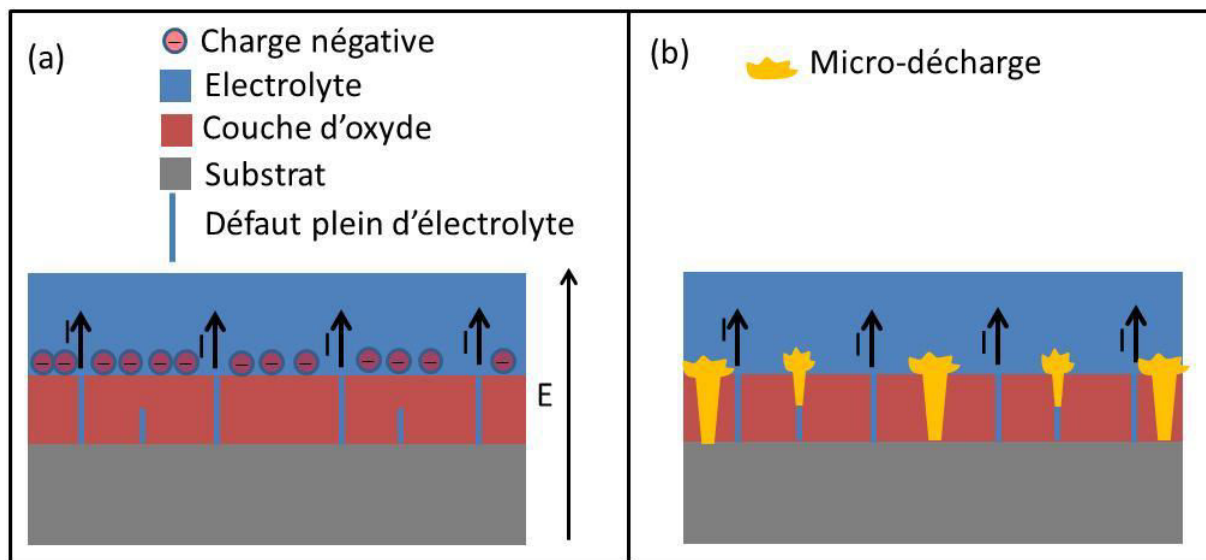 (a)
− Charge négative
Electrolyte
Couche d'oxyde
Substrat
Défaut plein d'électrolyte
I I I I
− − − − − − − − − − − − −
E
(b)
Micro-décharge
I I I I